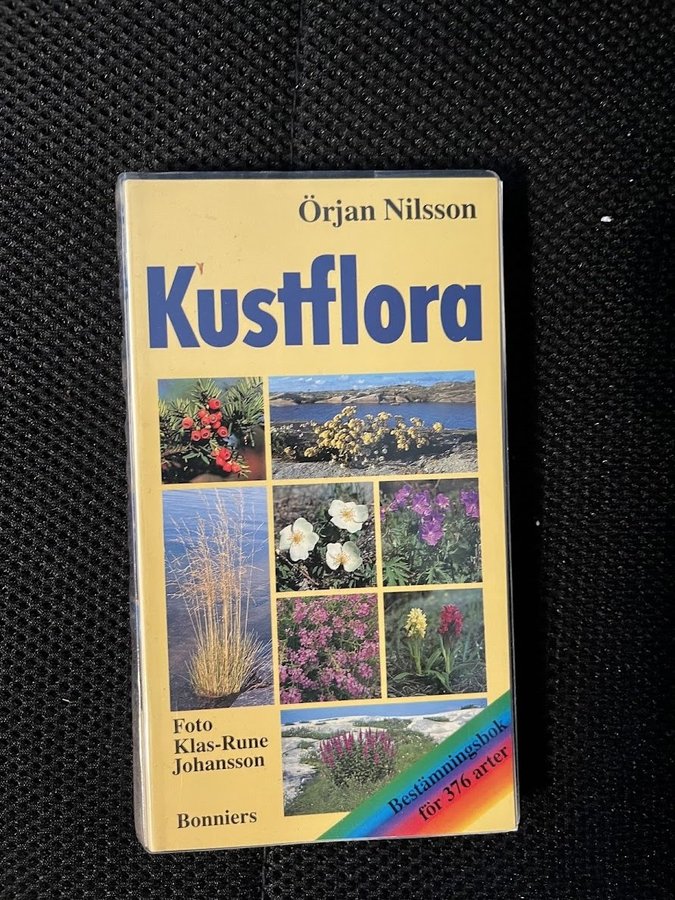 Örjan Nilsson
Kustflora
Foto
Klas-Rune
Johansson
Bonniers
Bestämningsbok
för 376 arter